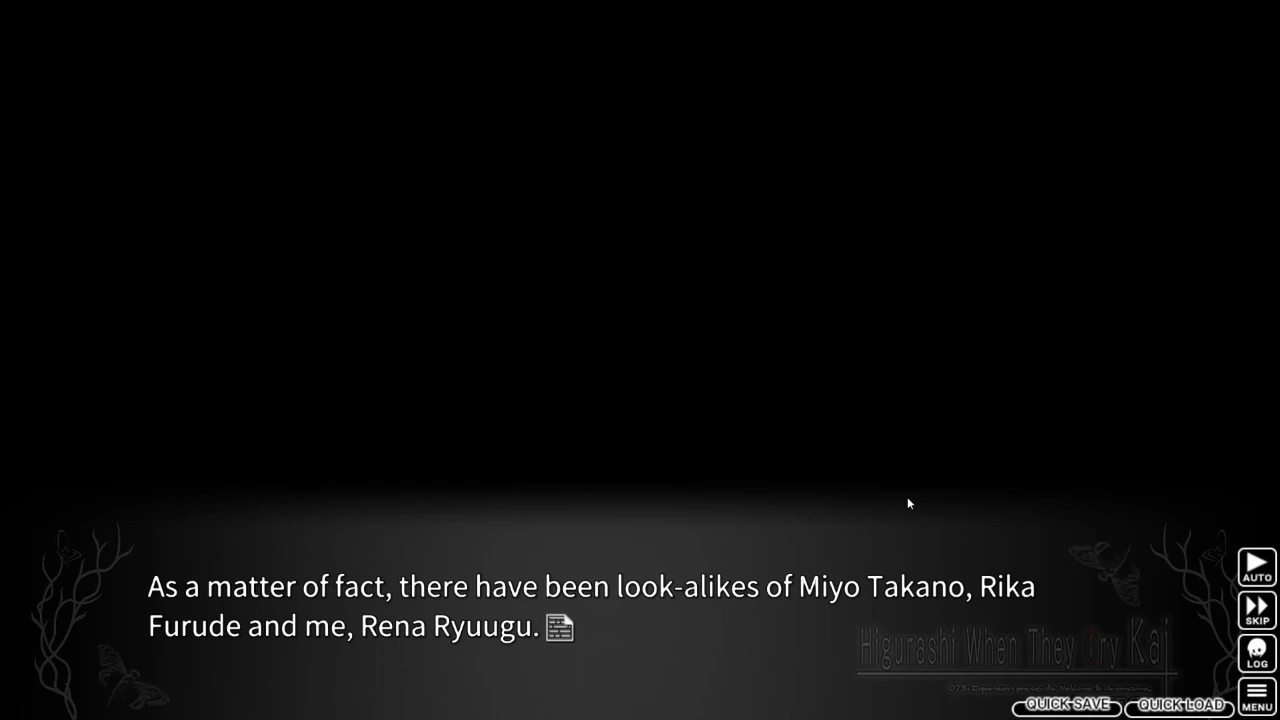 As a matter of fact, there have been look-alikes of Miyo Takano, Rika
Furude and me, Rena Ryuugu.
Higurashi When They Cry Kai
AUTO
SKIP
LOG
MENU
QUICK SAVE
QUICK LOAD